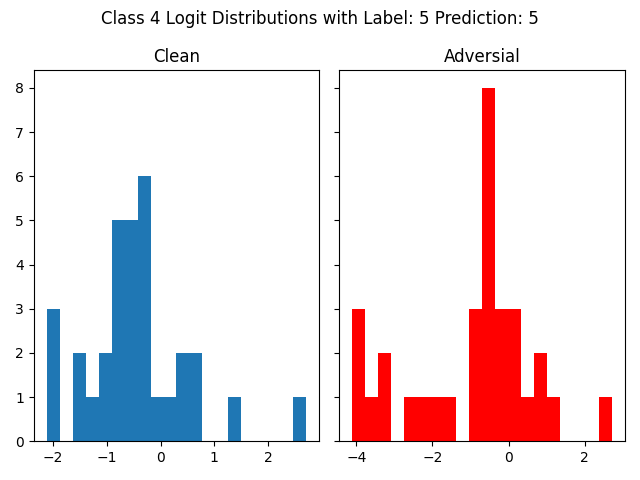 Class 4 Logit Distributions with Label: 5 Prediction: 5
Clean
Adversial
8
7
6
5
4
3
2
1
0
−2 −1 0 1 2
−4 −2 0 2